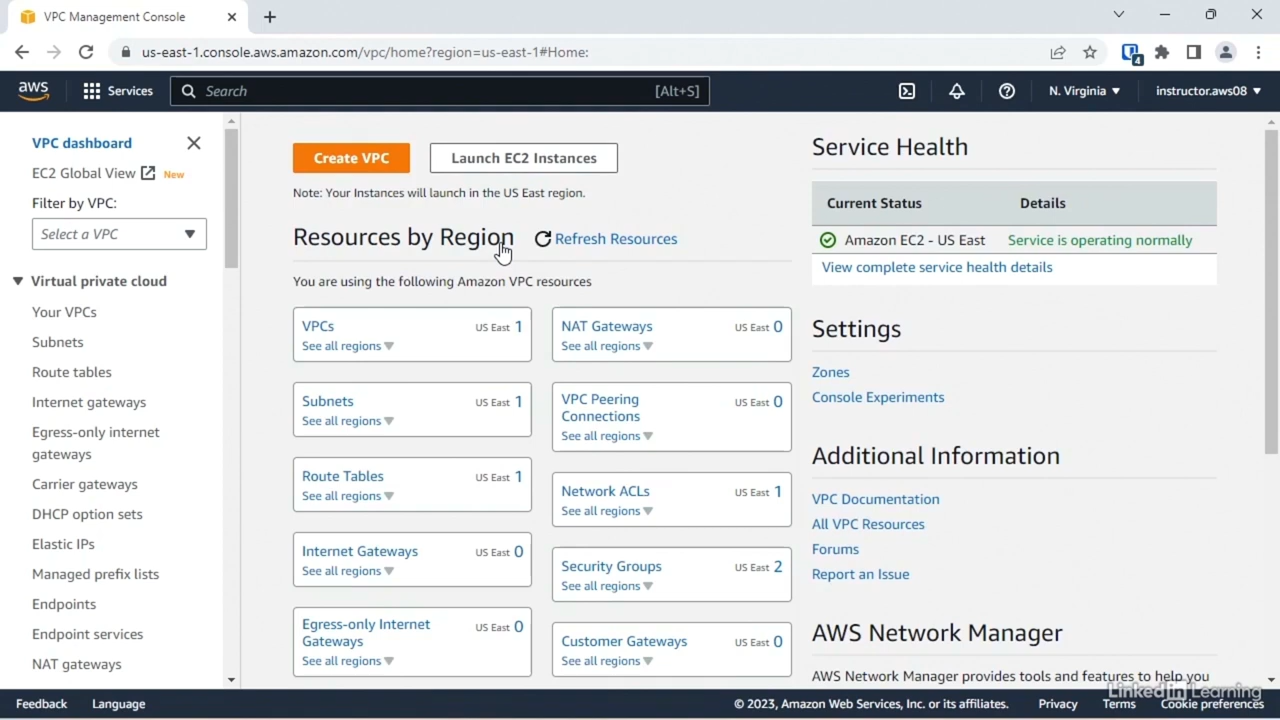 VPC Management Console
us-east-1.console.aws.amazon.com/vpc/home?region=us-east-1#Home:
4
aws
Services
Search
[Alt+S]
N. Virginia
instructor.aws08
VPC dashboard
EC2 Global View New
Filter by VPC:
Select a VPC
Virtual private cloud
Your VPCs
Subnets
Route tables
Internet gateways
Egress-only internet
gateways
Carrier gateways
DHCP option sets
Elastic IPs
Managed prefix lists
Endpoints
Endpoint services
NAT gateways
Create VPC
Launch EC2 Instances
Note: Your Instances will launch in the US East region.
Resources by Region
Refresh Resources
You are using the following Amazon VPC resources
VPCs US East 1
See all regions
NAT Gateways US East 0
See all regions
Subnets US East 1
See all regions
VPC Peering
Connections US East 0
See all regions
Route Tables US East 1
See all regions
Network ACLs US East 1
See all regions
Internet Gateways US East 0
See all regions
Security Groups US East 2
See all regions
Egress-only Internet
Gateways US East 0
See all regions
Customer Gateways US East 0
See all regions
Service Health
Current Status Details
Amazon EC2 - US East Service is operating normally
View complete service health details
Settings
Zones
Console Experiments
Additional Information
VPC Documentation
All VPC Resources
Forums
Report an Issue
AWS Network Manager
AWS Network Manager provides tools and features to help you
LinkedIn Learning
Feedback
Language
© 2023, Amazon Web Services, Inc. or its affiliates.
Privacy
Terms
Cookie preferences